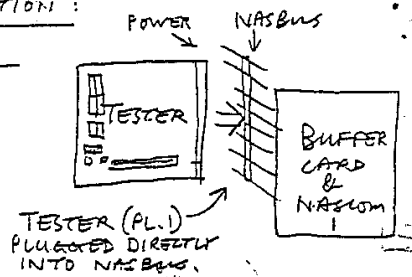 TION :
POWER
NASBUS
TESTER
BUFFER
CARD
&
NASCOM
1
TESTER (PL.1)
PLUGGED DIRECTLY
INTO NASBUS.